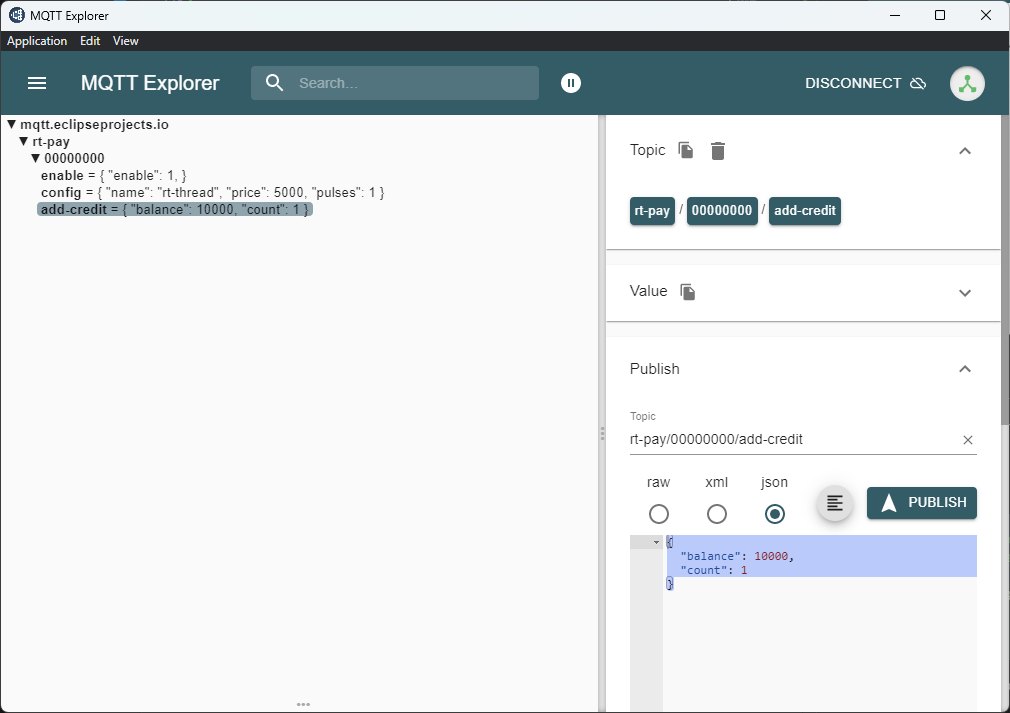 MQTT Explorer
Application Edit View
MQTT Explorer Search... DISCONNECT
▼ mqtt.eclipseprojects.io
▼ rt-pay
▼ 00000000
enable = { "enable": 1, }
config = { "name": "rt-thread", "price": 5000, "pulses": 1 }
add-credit = { "balance": 10000, "count": 1 }
Topic
rt-pay / 00000000 / add-credit
Value
Publish
Topic
rt-pay/00000000/add-credit
raw xml json
PUBLISH
{
"balance": 10000,
"count": 1
}